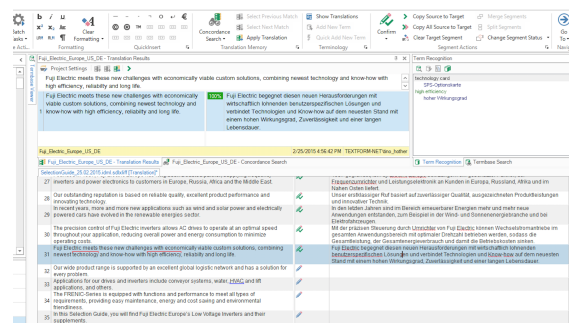 b i u
Clear
Formatting
Formatting
QuickInsert
Concordance
Search
Select Previous Match
Select Next Match
Apply Translation
Translation Memory
Show Translations
Add New Term
Quick Add New Term
Terminology
Confirm
Copy Source to Target
Copy All Source to Target
Clear Target Segment
Merge Segments
Split Segments
Change Segment Status
Segment Actions
Go
To
Fuji_Electric_Europe_US_DE - Translation Results
Project Settings
Fuji Electric meets these new challenges with economically viable custom solutions, combining newest technology and know-how with
high efficiency, reliability and long life.
Fuji Electric meets these new challenges with economically
viable custom solutions, combining newest technology and
1 know-how with high efficiency, reliability and long life.
100%
Fuji Electric begegnet diesen neuen Herausforderungen mit
wirtschaftlich lohnenden benutzerspezifischen Lösungen und
verbindet Technologien und Know-how auf dem neuesten Stand mit
einem hohen Wirkungsgrad, Zuverlässigkeit und einer langen
Lebensdauer.
Fuji_Electric_Europe_US_DE
2/25/2015 4:56:42 PM
TEXTFORM-NET\dno_hother
Fuji_Electric_Europe_US_DE - Translation Results
Fuji_Electric_Europe_US_DE - Concordance Search
Term Recognition
technology card
SPS-Optionskarte
high efficiency
hoher Wirkungsgrad
Term Recognition
Termbase Search
SelectionGuide_25.02.2015.idml.sdlxliff [Translation]*
27 inverters and power electronics to customers in Europe, Russia, Africa and the Middle East.
Frequenzumrichter und Leistungselektronik an Kunden in Europa, Russland, Afrika und im
Nahen Osten liefert.
28 Our outstanding reputation is based on reliable quality, excellent product performance and
innovating technology.
Unser erstklassiger Ruf basiert auf zuverlässiger Qualität, ausgezeichneten Produktleistungen
und innovativer Technik.
29 In recent years, more and more new applications such as wind and solar power and electrically
powered cars have evolved in the renewable energies sector.
In den letzten Jahren sind im Bereich erneuerbarer Energien mehr und mehr neue
Anwendungen entstanden, zum Beispiel in der Wind- und Sonnenenergiebranche und bei
Elektrofahrzeugen.
30 The precision control of Fuji Electric inverters allows AC drives to operate at an optimal speed
throughout your application, reducing overall power and energy consumption to minimize
operating costs.
Mit der präzisen Steuerung durch Umrichter von Fuji Electric können Wechselstromantriebe im
gesamten Anwendungsbereich mit optimaler Drehzahl betrieben werden, sodass die
Gesamtleistung, der Gesamtenergieverbrauch und damit die Betriebskosten sinken.
31 Fuji Electric meets these new challenges with economically viable custom solutions, combining
newest technology and know-how with high efficiency, reliability and long life.
Fuji Electric begegnet diesen neuen Herausforderungen mit wirtschaftlich lohnenden
benutzerspezifischen Lösungen und verbindet Technologien und Know-how auf dem neuesten
Stand mit einem hohen Wirkungsgrad, Zuverlässigkeit und einer langen Lebensdauer.
32 Our wide product range is supported by an excellent global logistic network and has a solution for
every problem.
33 Applications for our drives and inverters include conveyor systems, water, HVAC and lift
applications, and others.
34 The FRENIC-Series is equipped with functions and performance to meet all types of
requirements, providing easy maintenance, energy and cost saving and environmental
friendliness.
35 In this Selection Guide, you will find Fuji Electric's Low Voltage Inverters and their
supplements.